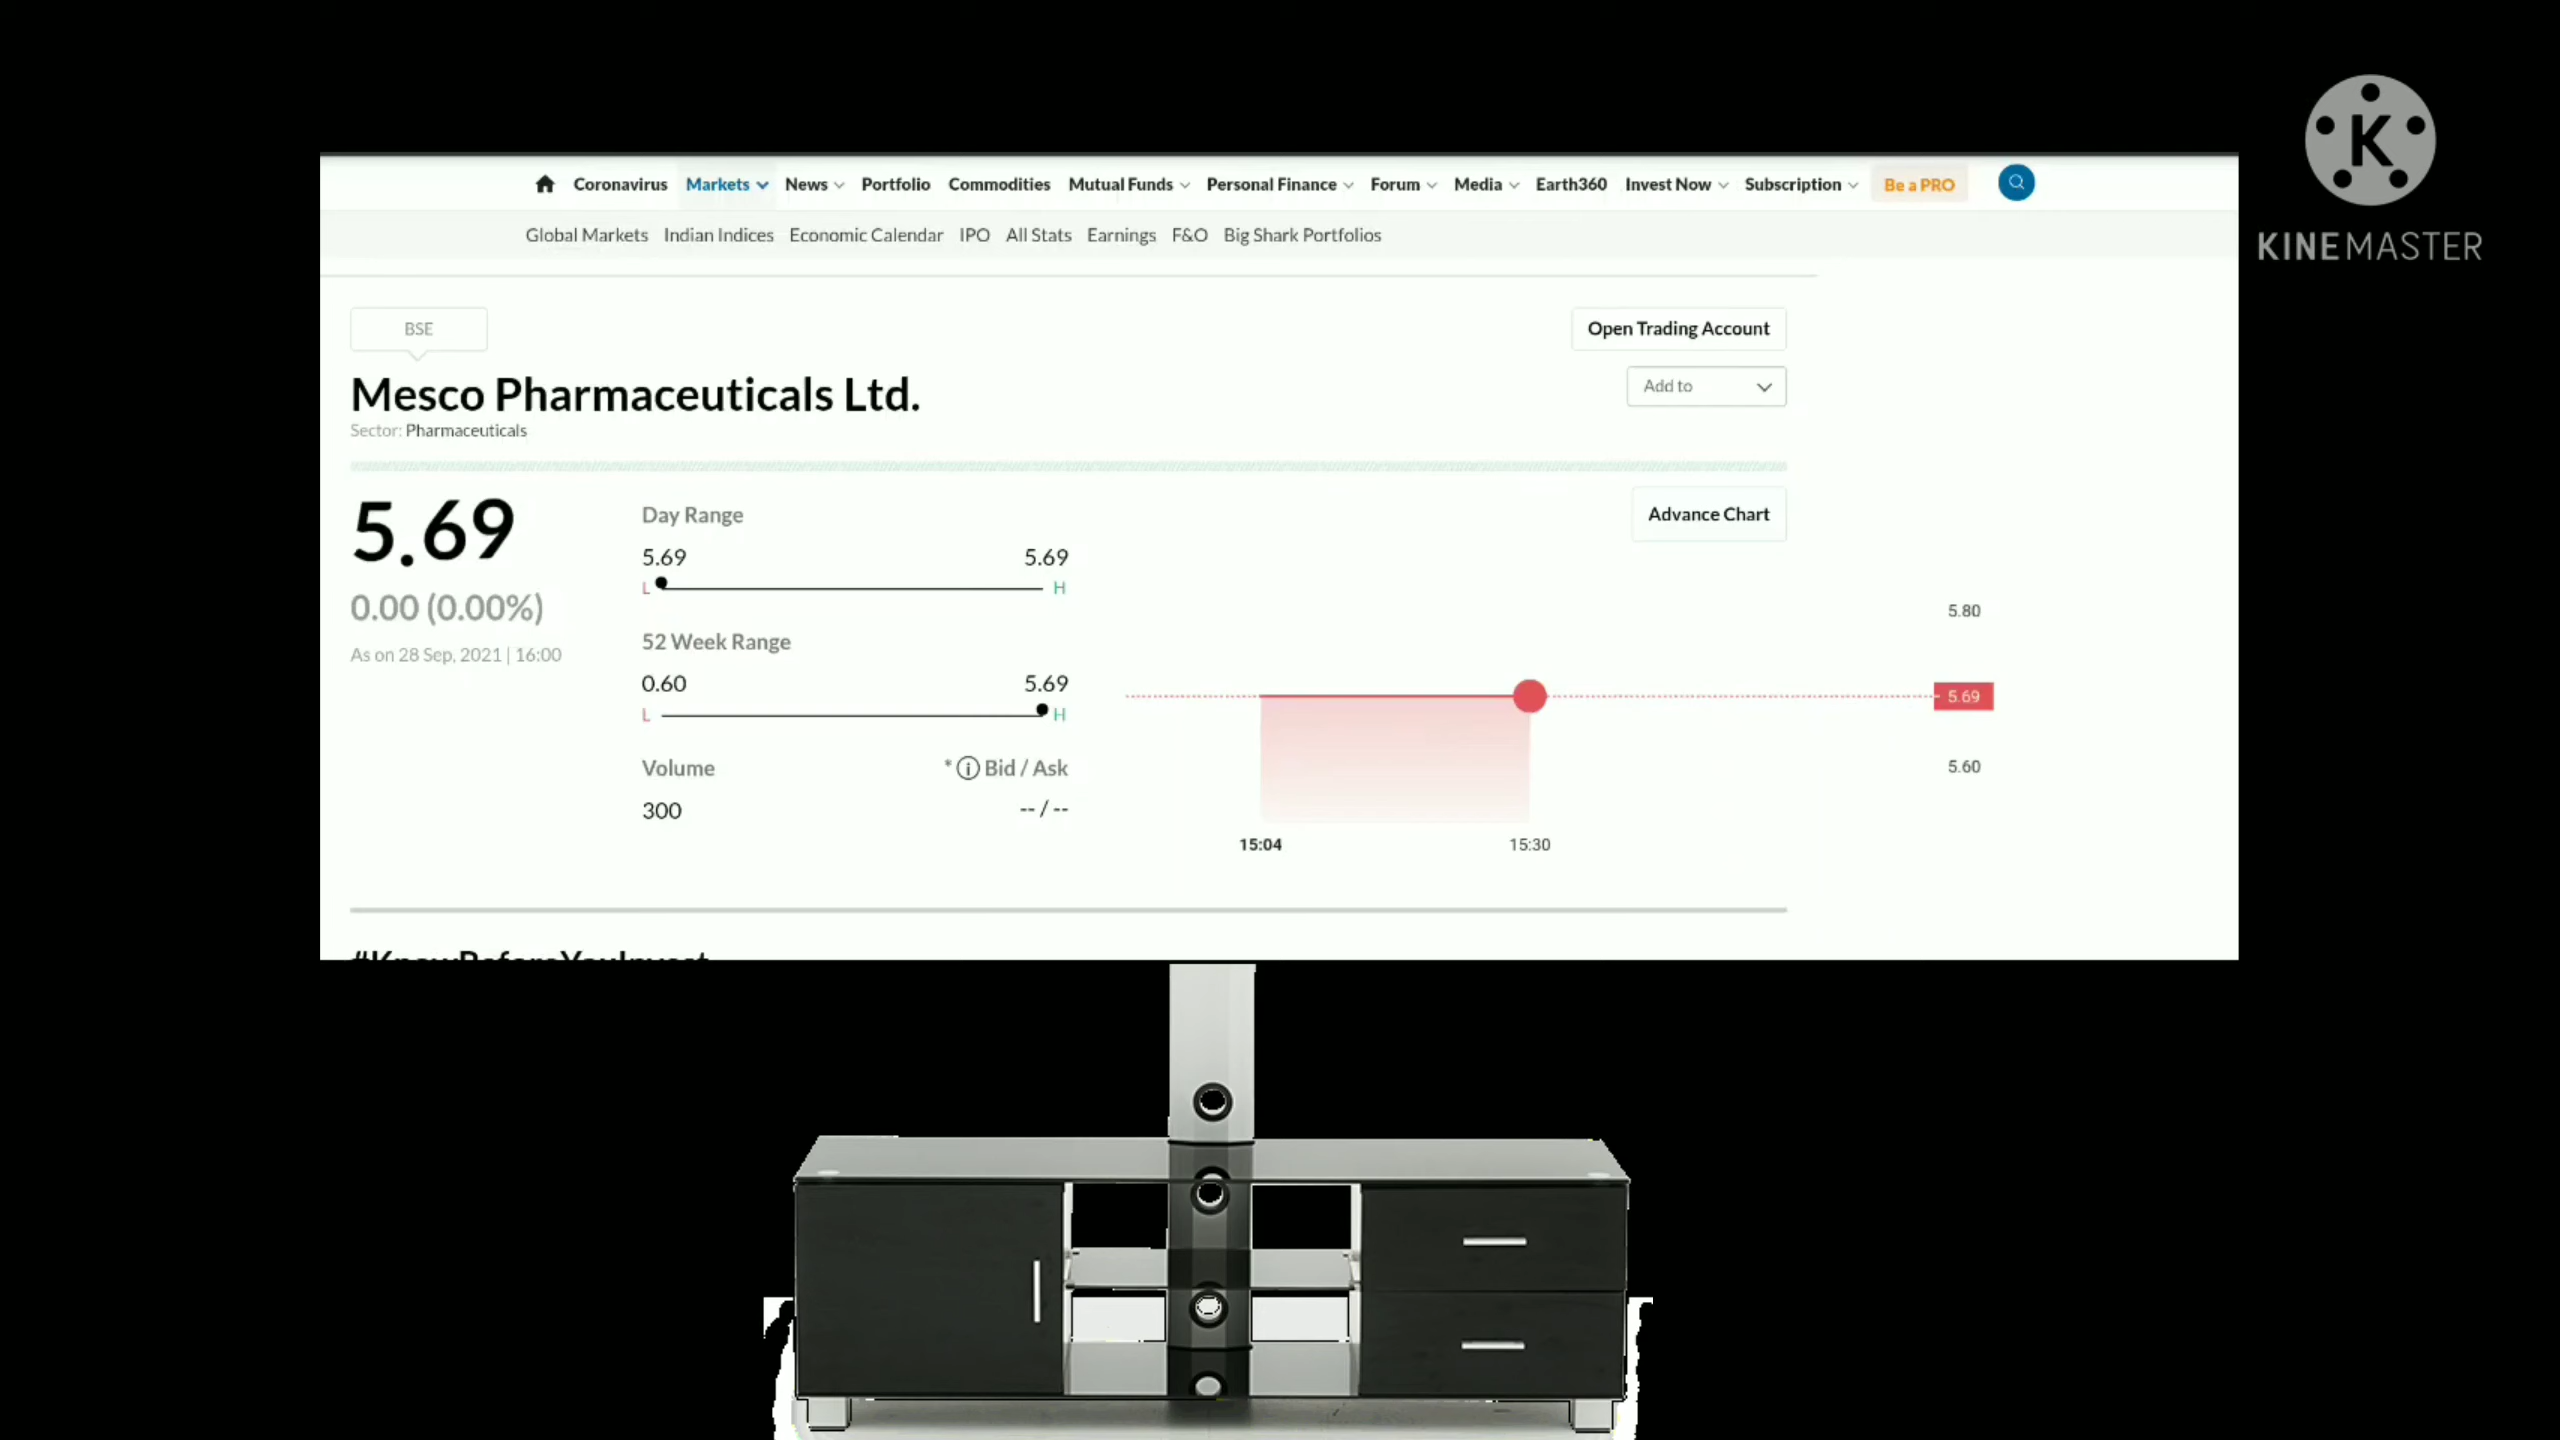 K
KINEMASTER
Coronavirus Markets News Portfolio Commodities Mutual Funds Personal Finance Forum Media Earth360 Invest Now Subscription Be a PRO
Global Markets Indian Indices Economic Calendar IPO All Stats Earnings F&O Big Shark Portfolios
BSE
Open Trading Account
Mesco Pharmaceuticals Ltd.
Add to
Sector: Pharmaceuticals
5.69
0.00 (0.00%)
As on 28 Sep, 2021 | 16:00
Day Range
5.69 5.69
L H
52 Week Range
0.60 5.69
L H
Volume * i Bid / Ask
300 -- / --
Advance Chart
5.80
5.69
5.60
15:04 15:30
#KnowBeforeYouInvest